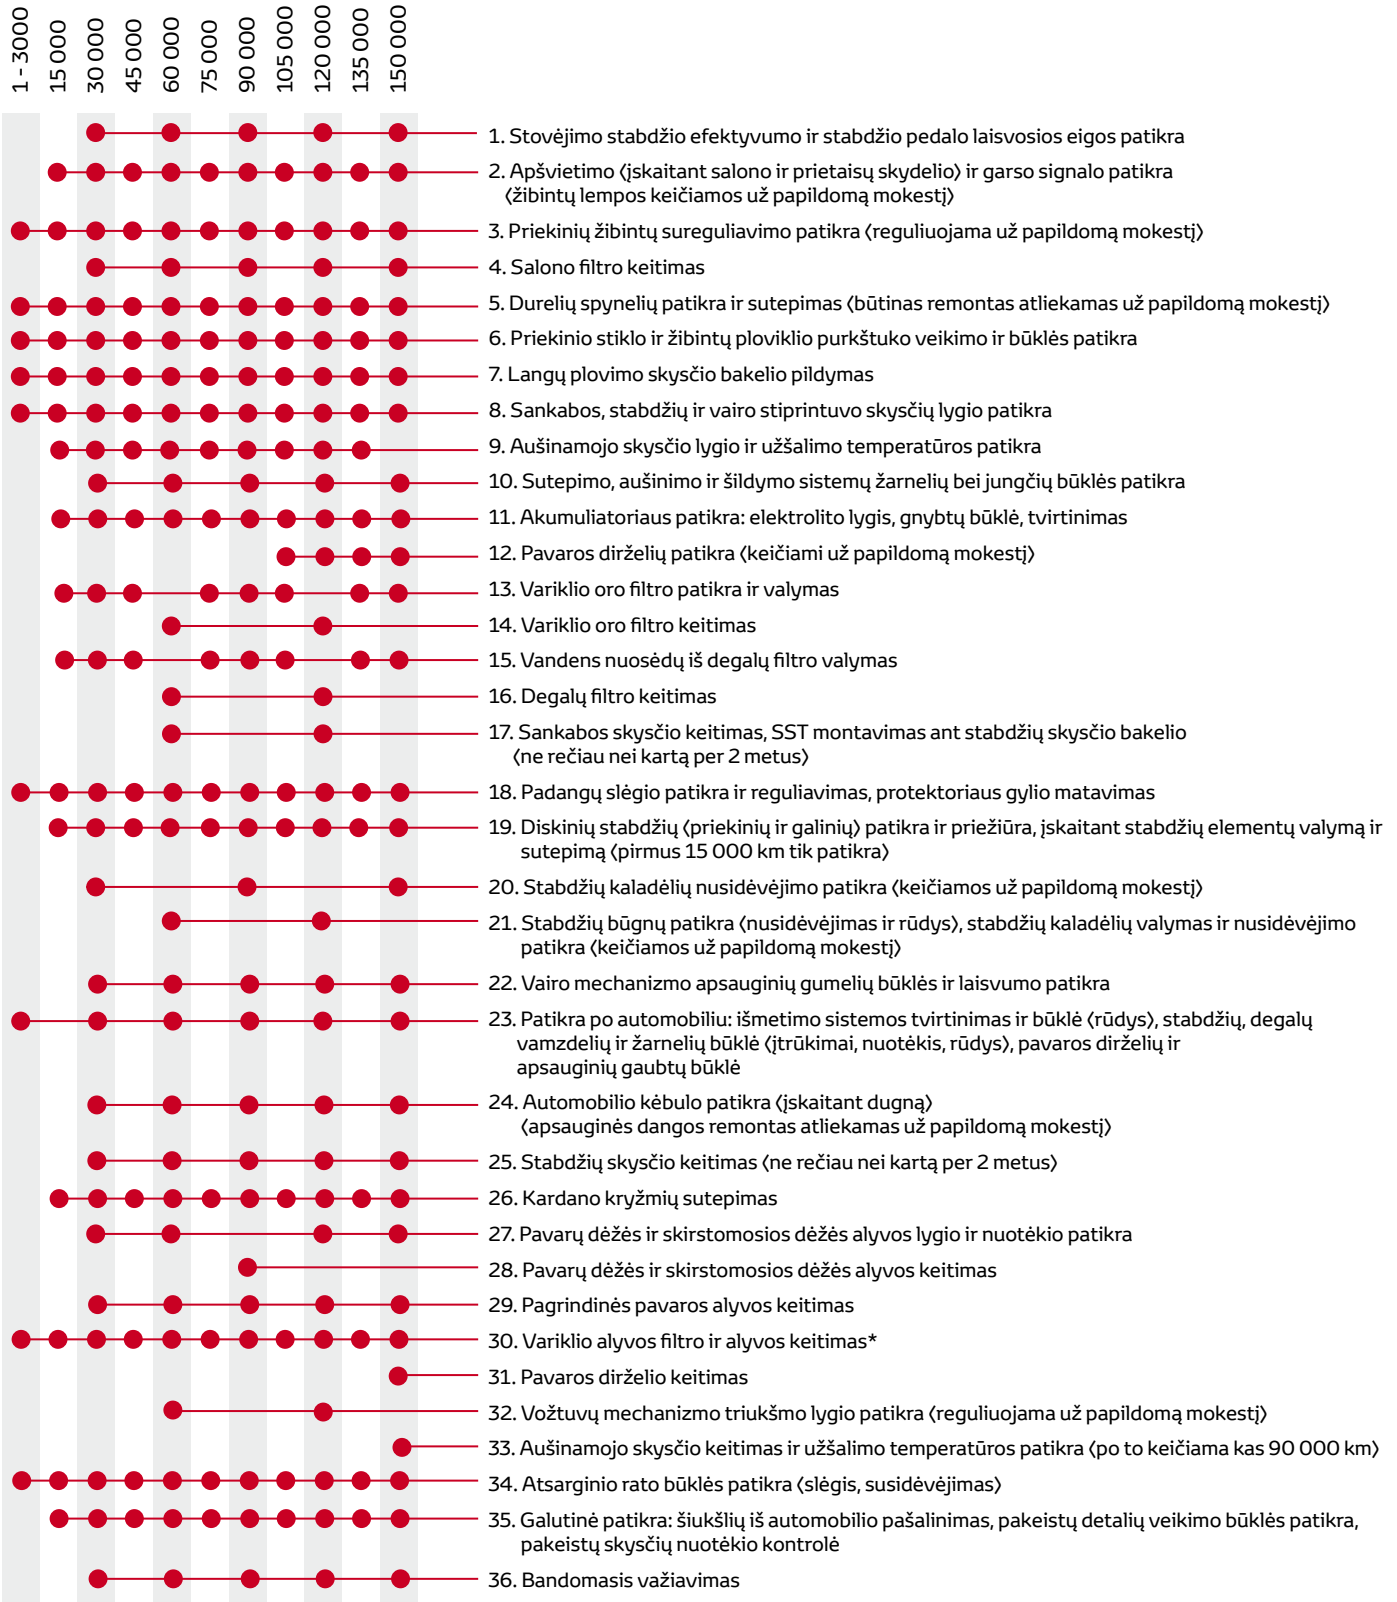 1 - 3000
15 000
30 000
45 000
60 000
75 000
90 000
105 000
120 000
135 000
150 000
1. Stovėjimo stabdžio efektyvumo ir stabdžio pedalo laisvosios eigos patikra
2. Apšvietimo (įskaitant salono ir prietaisų skydelio) ir garso signalo patikra
(žibintų lempos keičiamos už papildomą mokestį)
3. Priekinių žibintų sureguliavimo patikra (reguliuojama už papildomą mokestį)
4. Salono filtro keitimas
5. Durelių spynelių patikra ir sutepimas (būtinas remontas atliekamas už papildomą mokestį)
6. Priekinio stiklo ir žibintų ploviklio purkštuko veikimo ir būklės patikra
7. Langų plovimo skysčio bakelio pildymas
8. Sankabos, stabdžių ir vairo stiprintuvo skysčių lygio patikra
9. Aušinamojo skysčio lygio ir užšalimo temperatūros patikra
10. Sutepimo, aušinimo ir šildymo sistemų žarnelių bei jungčių būklės patikra
11. Akumuliatoriaus patikra: elektrolito lygis, gnybtų būklė, tvirtinimas
12. Pavaros dirželių patikra (keičiami už papildomą mokestį)
13. Variklio oro filtro patikra ir valymas
14. Variklio oro filtro keitimas
15. Vandens nuosėdų iš degalų filtro valymas
16. Degalų filtro keitimas
17. Sankabos skysčio keitimas, SST montavimas ant stabdžių skysčio bakelio
(ne rečiau nei kartą per 2 metus)
18. Padangų slėgio patikra ir reguliavimas, protektoriaus gylio matavimas
19. Diskinių stabdžių (priekinių ir galinių) patikra ir priežiūra, įskaitant stabdžių elementų valymą ir
sutepimą (pirmus 15 000 km tik patikra)
20. Stabdžių kaladėlių nusidėvėjimo patikra (keičiamos už papildomą mokestį)
21. Stabdžių būgnų patikra (nusidėvėjimas ir rūdys), stabdžių kaladėlių valymas ir nusidėvėjimo
patikra (keičiamos už papildomą mokestį)
22. Vairo mechanizmo apsauginių gumelių būklės ir laisvumo patikra
23. Patikra po automobiliu: išmetimo sistemos tvirtinimas ir būklė (rūdys), stabdžių, degalų
vamzdelių ir žarnelių būklė (įtrūkimai, nuotėkis, rūdys), pavaros dirželių ir
apsauginių gaubtų būklė
24. Automobilio kėbulo patikra (įskaitant dugną)
(apsauginės dangos remontas atliekamas už papildomą mokestį)
25. Stabdžių skysčio keitimas (ne rečiau nei kartą per 2 metus)
26. Kardano kryžmių sutepimas
27. Pavarų dėžės ir skirstomosios dėžės alyvos lygio ir nuotėkio patikra
28. Pavarų dėžės ir skirstomosios dėžės alyvos keitimas
29. Pagrindinės pavaros alyvos keitimas
30. Variklio alyvos filtro ir alyvos keitimas*
31. Pavaros dirželio keitimas
32. Vožtuvų mechanizmo triukšmo lygio patikra (reguliuojama už papildomą mokestį)
33. Aušinamojo skysčio keitimas ir užšalimo temperatūros patikra (po to keičiama kas 90 000 km)
34. Atsarginio rato būklės patikra (slėgis, susidėvėjimas)
35. Galutinė patikra: šiukšlių iš automobilio pašalinimas, pakeistų detalių veikimo būklės patikra,
pakeistų skysčių nuotėkio kontrolė
36. Bandomasis važiavimas